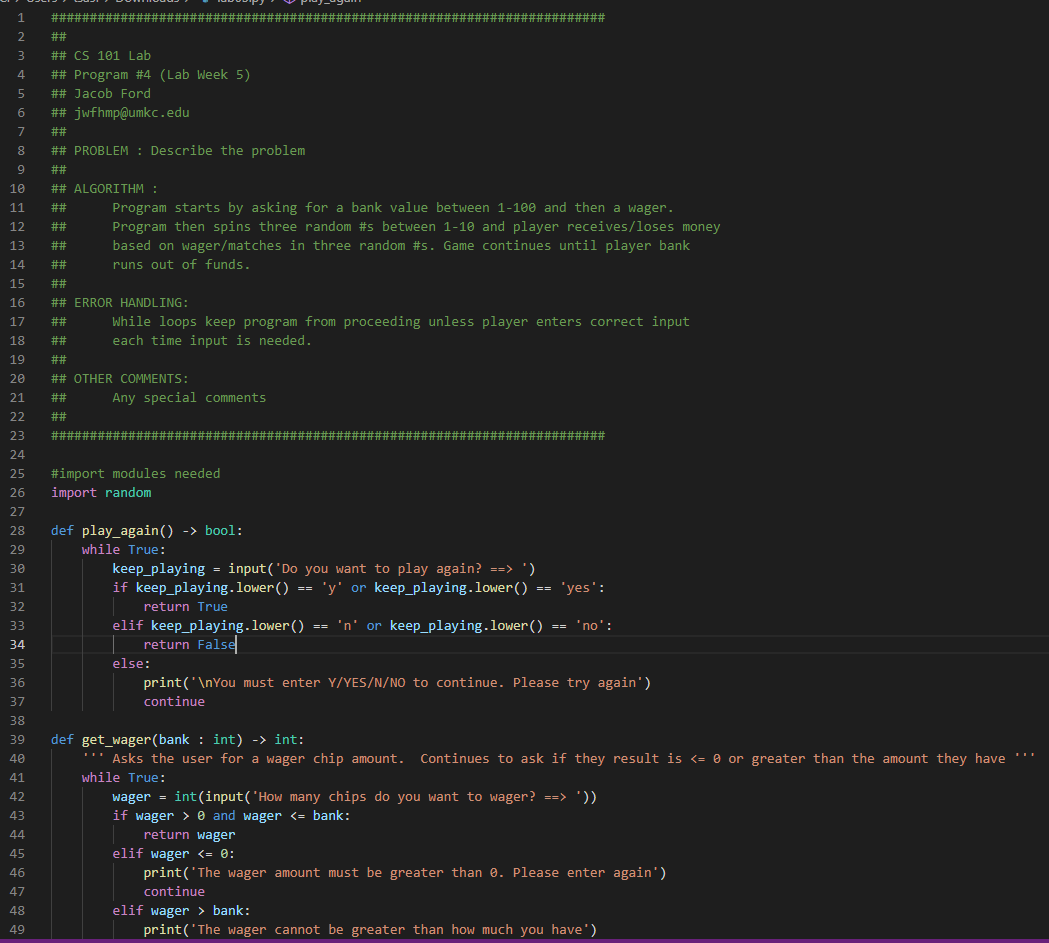 1 ########################################################################
2 ##
3 ## CS 101 Lab
4 ## Program #4 (Lab Week 5)
5 ## Jacob Ford
6 ## jwfhmp@umkc.edu
7 ##
8 ## PROBLEM : Describe the problem
9 ##
10 ## ALGORITHM :
11 ##      Program starts by asking for a bank value between 1-100 and then a wager.
12 ##      Program then spins three random #s between 1-10 and player receives/loses money
13 ##      based on wager/matches in three random #s. Game continues until player bank
14 ##      runs out of funds.
15 ##
16 ## ERROR HANDLING:
17 ##      While loops keep program from proceeding unless player enters correct input
18 ##      each time input is needed.
19 ##
20 ## OTHER COMMENTS:
21 ##      Any special comments
22 ##
23 ########################################################################
24
25 #import modules needed
26 import random
27
28 def play_again() -> bool:
29     while True:
30         keep_playing = input('Do you want to play again? ==> ')
31         if keep_playing.lower() == 'y' or keep_playing.lower() == 'yes':
32             return True
33         elif keep_playing.lower() == 'n' or keep_playing.lower() == 'no':
34             return False
35         else:
36             print('\nYou must enter Y/YES/N/NO to continue. Please try again')
37             continue
38
39 def get_wager(bank : int) -> int:
40     ''' Asks the user for a wager chip amount.  Continues to ask if they result is <= 0 or greater than the amount they have '''
41     while True:
42         wager = int(input('How many chips do you want to wager? ==> '))
43         if wager > 0 and wager <= bank:
44             return wager
45         elif wager <= 0:
46             print('The wager amount must be greater than 0. Please enter again')
47             continue
48         elif wager > bank:
49             print('The wager cannot be greater than how much you have')